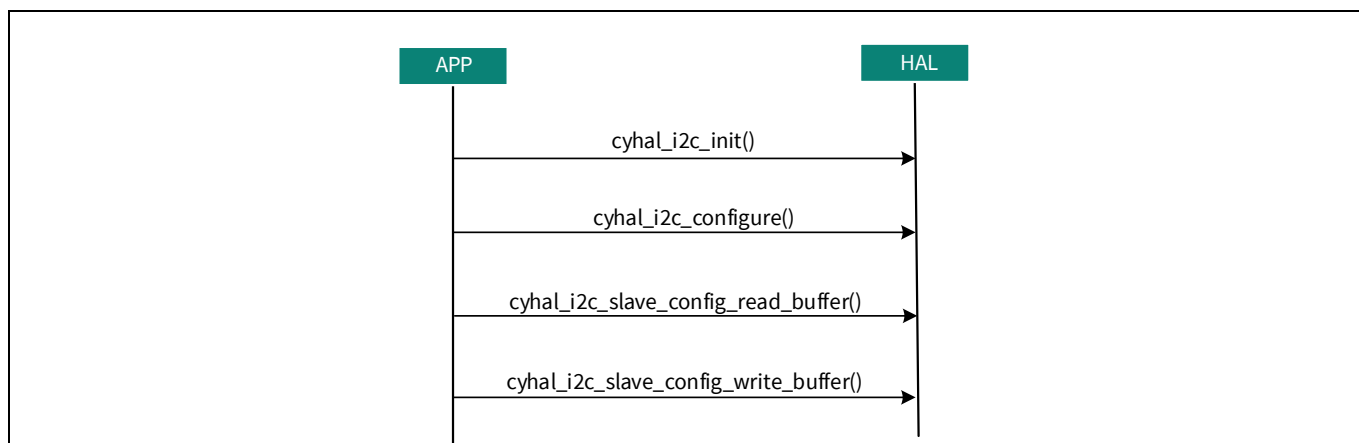 APP
HAL
cyhal_i2c_init()
cyhal_i2c_configure()
cyhal_i2c_slave_config_read_buffer()
cyhal_i2c_slave_config_write_buffer()